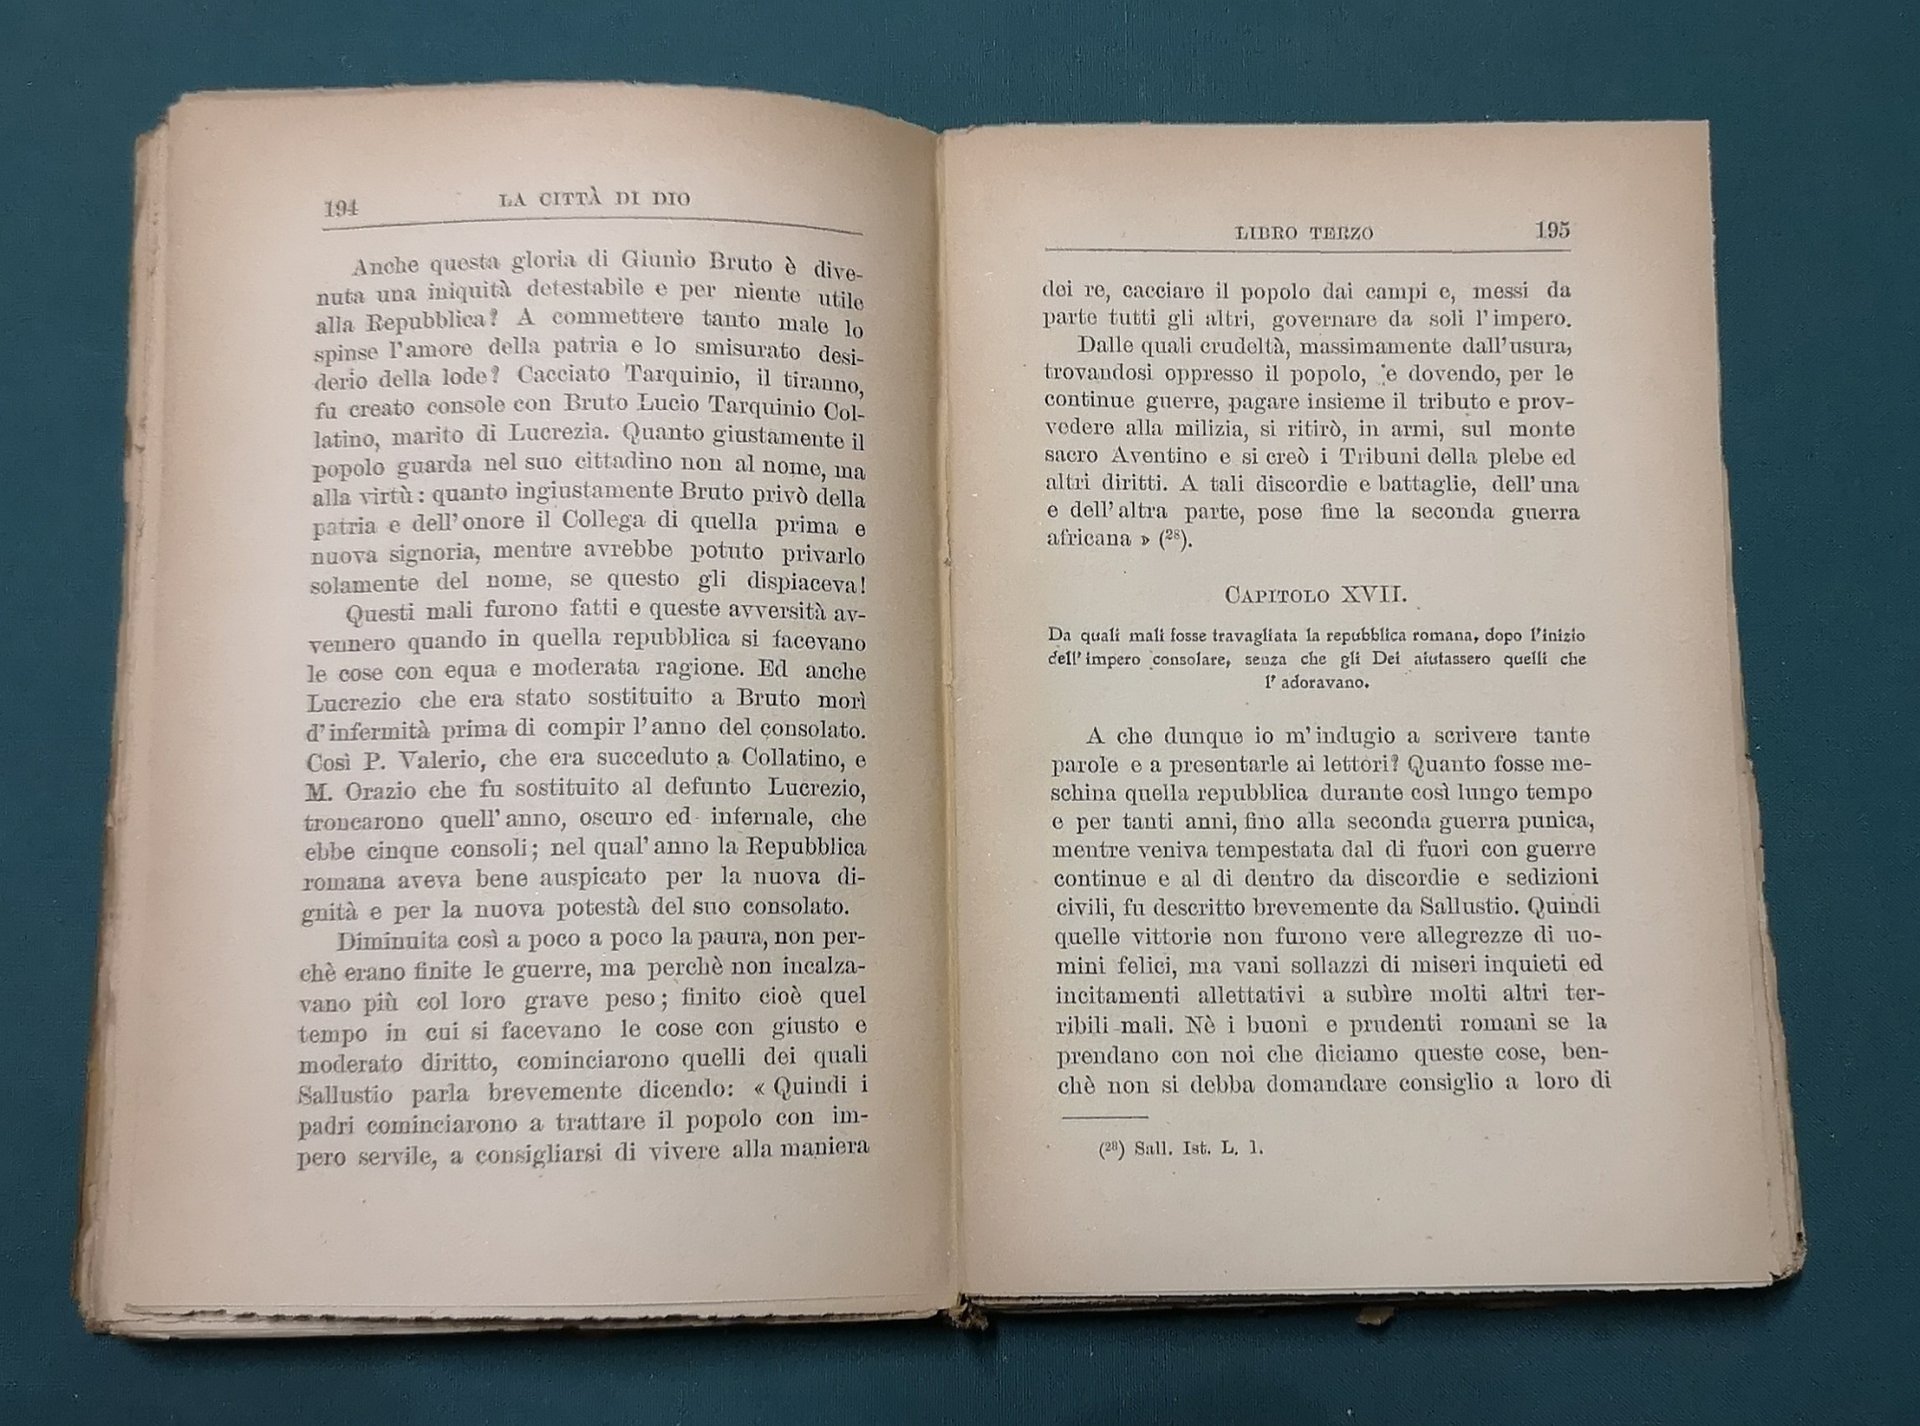 194
LA CITTÀ DI DIO
Anche questa gloria di Giunio Bruto è dive-
nuta una iniquità detestabile e per niente utile
alla Repubblica? A commettere tanto male lo
spinse l'amore della patria e lo smisurato desi-
derio della lode? Cacciato Tarquinio, il tiranno,
fu creato console con Bruto Lucio Tarquinio Col-
latino, marito di Lucrezia. Quanto giustamente il
popolo guarda nel suo cittadino non al nome, ma
alla virtù: quanto ingiustamente Bruto privò della
patria e dell'onore il Collega di quella prima e
nuova signoria, mentre avrebbe potuto privarlo
solamente del nome, se questo gli dispiaceva!
Questi mali furono fatti e queste avversità av-
vennero quando in quella repubblica si facevano
le cose con equa e moderata ragione. Ed anche
Lucrezio che era stato sostituito a Bruto morì
d'infermità prima di compir l'anno del consolato.
Così P. Valerio, che era succeduto a Collatino, e
M. Orazio che fu sostituito al defunto Lucrezio,
troncarono quell'anno, oscuro ed infernale, che
ebbe cinque consoli; nel qual'anno la Repubblica
romana aveva bene auspicato per la nuova di-
gnità e per la nuova potestà del suo consolato.
Diminuita così a poco a poco la paura, non per-
chè erano finite le guerre, ma perchè non incalza-
vano più col loro grave peso; finito cioè quel
tempo in cui si facevano le cose con giusto e
moderato diritto, cominciarono quelli dei quali
Sallustio parla brevemente dicendo: « Quindi i
padri cominciarono a trattare il popolo con im-
pero servile, a consigliarsi di vivere alla maniera
LIBRO TERZO
195
dei re, cacciare il popolo dai campi e, messi da
parte tutti gli altri, governare da soli l'impero.
Dalle quali crudeltà, massimamente dall'usura,
trovandosi oppresso il popolo, e dovendo, per le
continue guerre, pagare insieme il tributo e prov-
vedere alla milizia, si ritirò, in armi, sul monte
sacro Aventino e si creò i Tribuni della plebe ed
altri diritti. A tali discordie e battaglie, dell'una
e dell'altra parte, pose fine la seconda guerra
africana » (28).
CAPITOLO XVII.
Da quali mali fosse travagliata la repubblica romana, dopo l'inizio
dell'impero consolare, senza che gli Dei aiutassero quelli che
l'adoravano.
A che dunque io m'indugio a scrivere tante
parole e a presentarle ai lettori? Quanto fosse me-
schina quella repubblica durante così lungo tempo
e per tanti anni, fino alla seconda guerra punica,
mentre veniva tempestata dal di fuori con guerre
continue e al di dentro da discordie e sedizioni
civili, fu descritto brevemente da Sallustio. Quindi
quelle vittorie non furono vere allegrezze di uo-
mini felici, ma vani sollazzi di miseri inquieti ed
incitamenti allettativi a subìre molti altri ter-
ribili mali. Nè i buoni e prudenti romani se la
prendano con noi che diciamo queste cose, ben-
chè non si debba domandare consiglio a loro di
(28) Sall. Ist. L. 1.